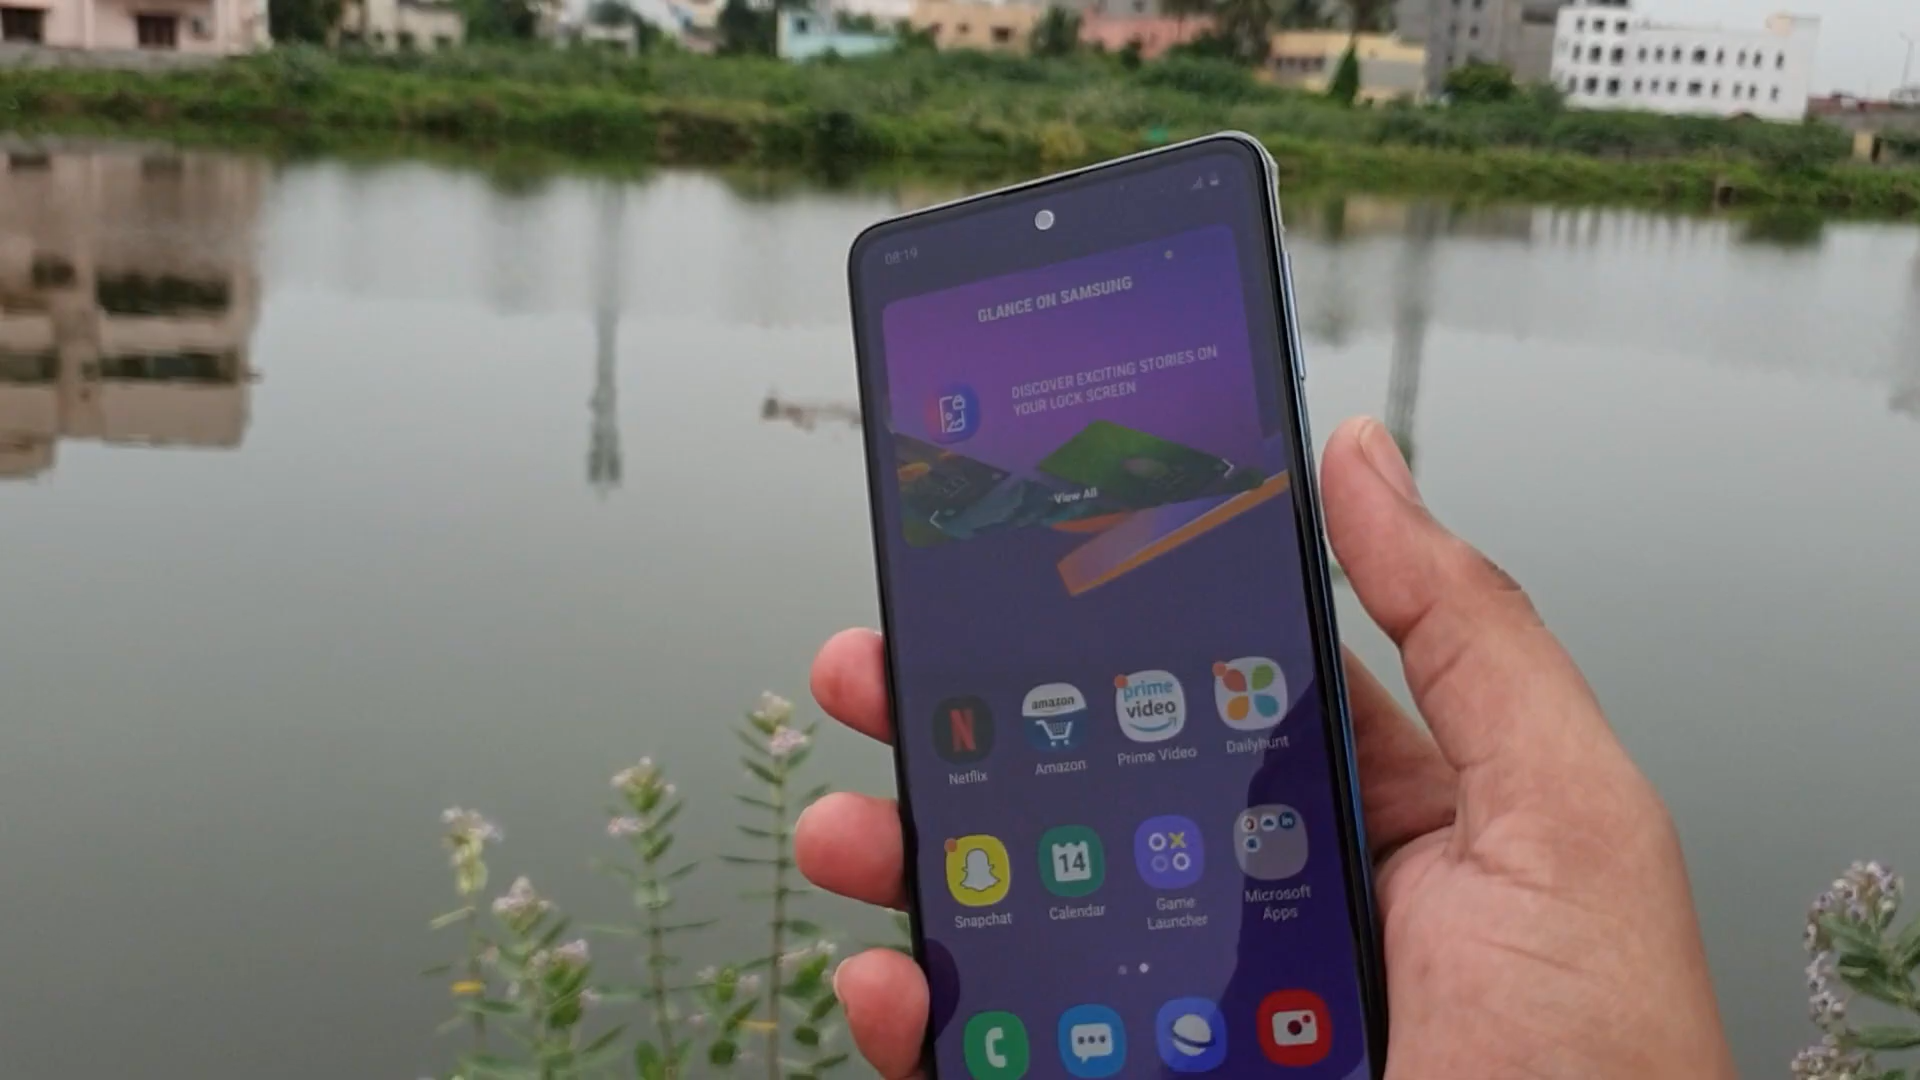 08:19
GLANCE ON SAMSUNG
DISCOVER EXCITING STORIES ON
YOUR LOCK SCREEN
View All
N
amazon
prime
video
Netflix
Amazon
Prime Video
Dailyhunt
14
Snapchat
Calendar
Game
Launcher
Microsoft
Apps